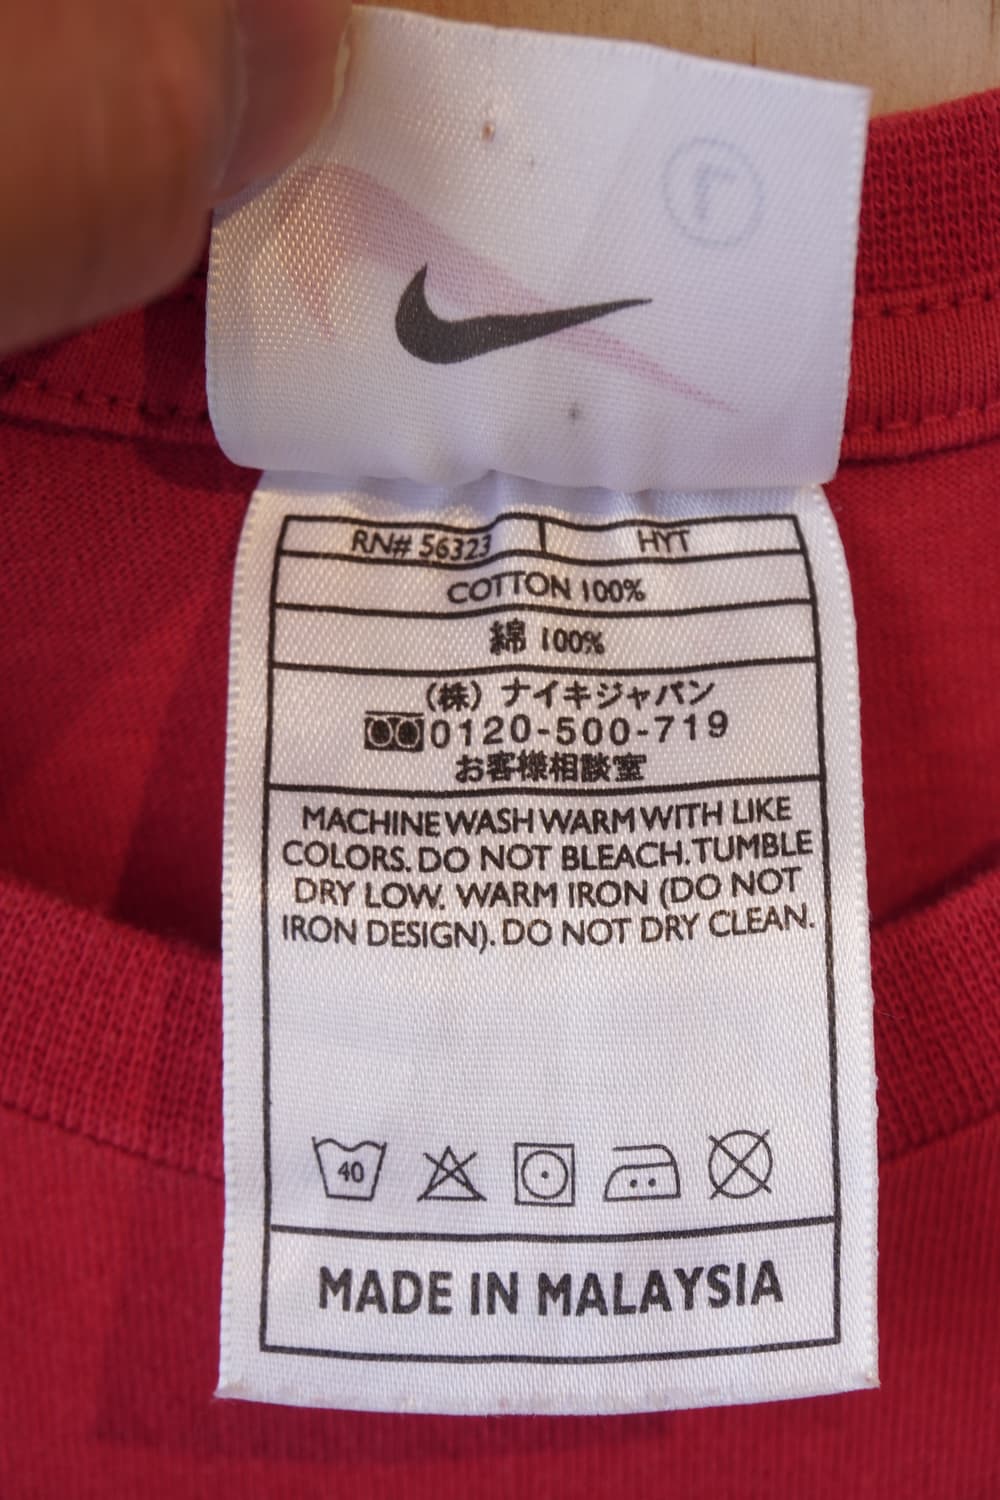 L
RN# 56323 HYT
COTTON 100%
綿 100%
(株) ナイキジャパン
0120-500-719
お客様相談室
MACHINE WASH WARM WITH LIKE
COLORS. DO NOT BLEACH. TUMBLE
DRY LOW. WARM IRON (DO NOT
IRON DESIGN). DO NOT DRY CLEAN.
40
MADE IN MALAYSIA